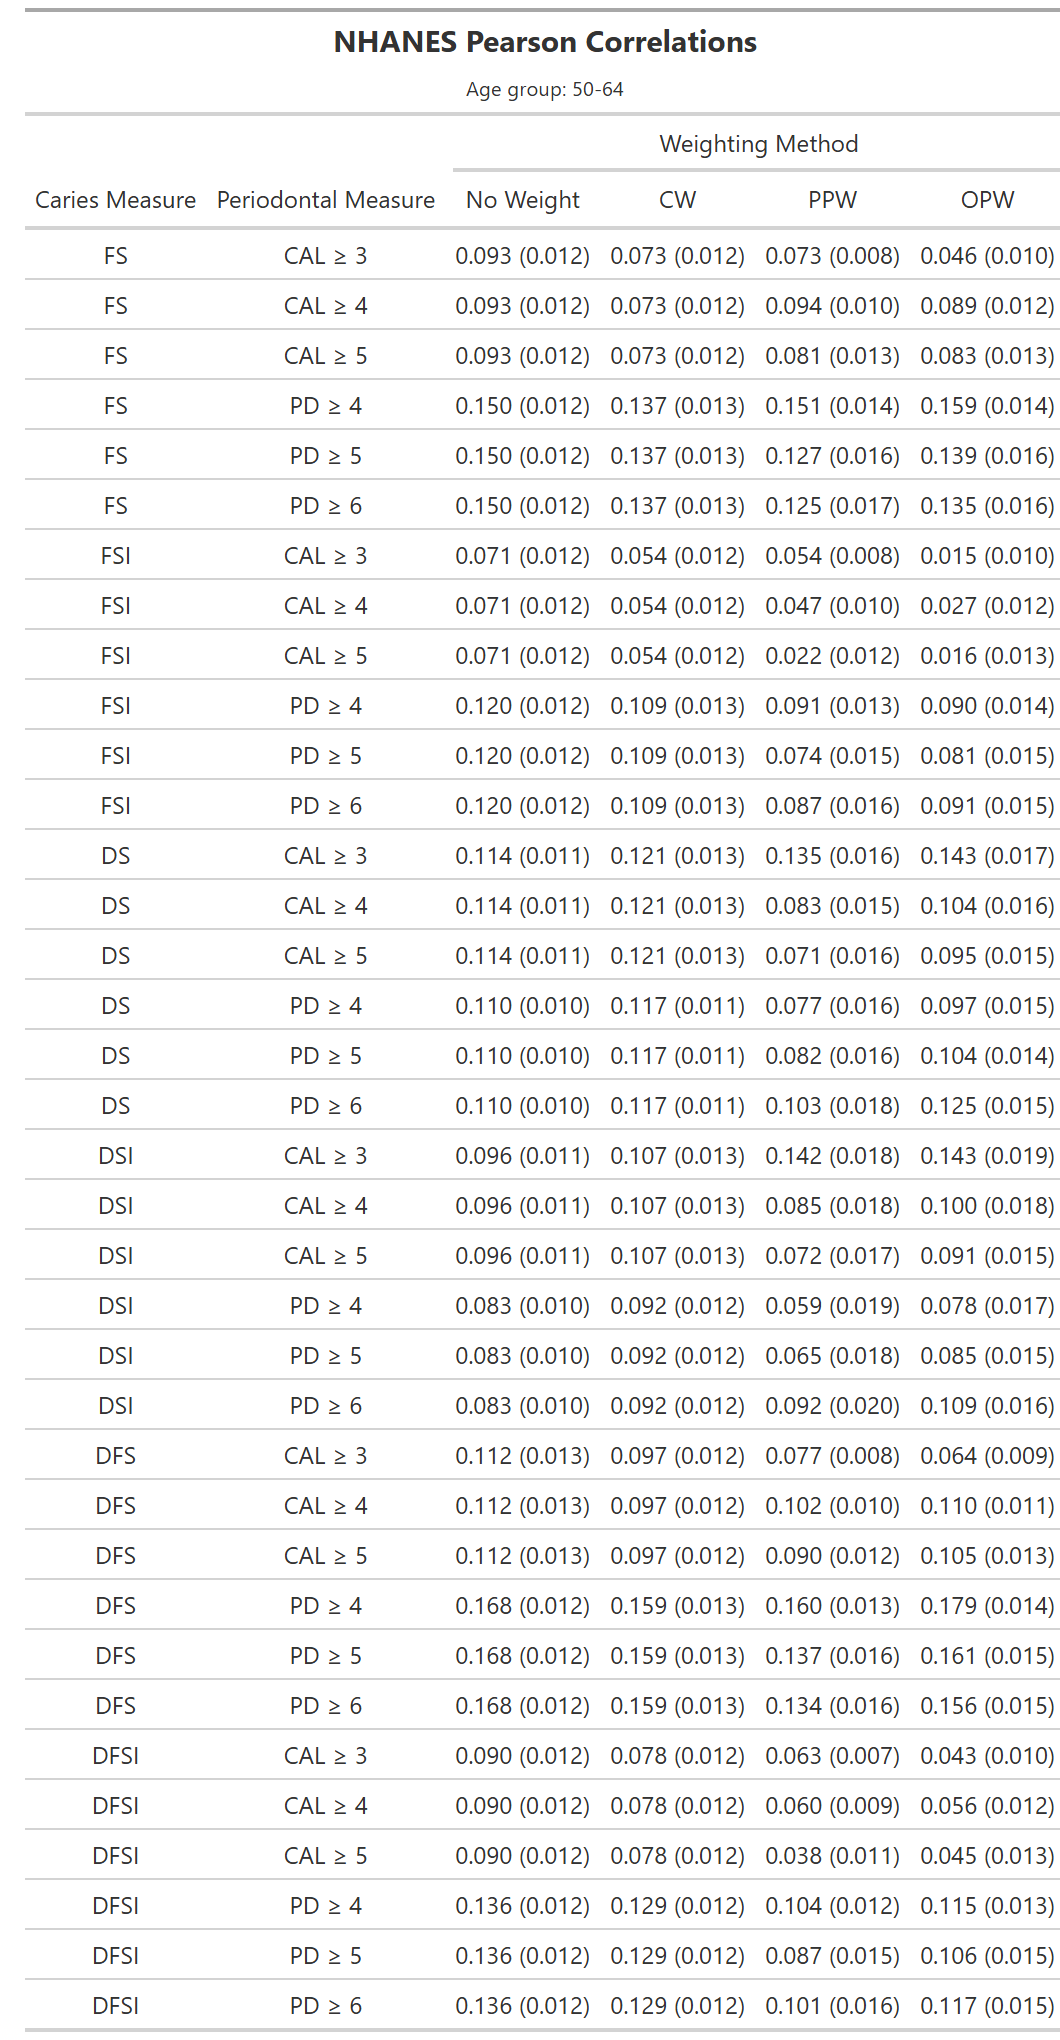 NHANES Pearson Correlations
Age group: 50-64
Weighting Method
Caries Measure Periodontal Measure No Weight CW PPW OPW
FS CAL ≥ 3 0.093 (0.012) 0.073 (0.012) 0.073 (0.008) 0.046 (0.010)
FS CAL ≥ 4 0.093 (0.012) 0.073 (0.012) 0.094 (0.010) 0.089 (0.012)
FS CAL ≥ 5 0.093 (0.012) 0.073 (0.012) 0.081 (0.013) 0.083 (0.013)
FS PD ≥ 4 0.150 (0.012) 0.137 (0.013) 0.151 (0.014) 0.159 (0.014)
FS PD ≥ 5 0.150 (0.012) 0.137 (0.013) 0.127 (0.016) 0.139 (0.016)
FS PD ≥ 6 0.150 (0.012) 0.137 (0.013) 0.125 (0.017) 0.135 (0.016)
FSI CAL ≥ 3 0.071 (0.012) 0.054 (0.012) 0.054 (0.008) 0.015 (0.010)
FSI CAL ≥ 4 0.071 (0.012) 0.054 (0.012) 0.047 (0.010) 0.027 (0.012)
FSI CAL ≥ 5 0.071 (0.012) 0.054 (0.012) 0.022 (0.012) 0.016 (0.013)
FSI PD ≥ 4 0.120 (0.012) 0.109 (0.013) 0.091 (0.013) 0.090 (0.014)
FSI PD ≥ 5 0.120 (0.012) 0.109 (0.013) 0.074 (0.015) 0.081 (0.015)
FSI PD ≥ 6 0.120 (0.012) 0.109 (0.013) 0.087 (0.016) 0.091 (0.015)
DS CAL ≥ 3 0.114 (0.011) 0.121 (0.013) 0.135 (0.016) 0.143 (0.017)
DS CAL ≥ 4 0.114 (0.011) 0.121 (0.013) 0.083 (0.015) 0.104 (0.016)
DS CAL ≥ 5 0.114 (0.011) 0.121 (0.013) 0.071 (0.016) 0.095 (0.015)
DS PD ≥ 4 0.110 (0.010) 0.117 (0.011) 0.077 (0.016) 0.097 (0.015)
DS PD ≥ 5 0.110 (0.010) 0.117 (0.011) 0.082 (0.016) 0.104 (0.014)
DS PD ≥ 6 0.110 (0.010) 0.117 (0.011) 0.103 (0.018) 0.125 (0.015)
DSI CAL ≥ 3 0.096 (0.011) 0.107 (0.013) 0.142 (0.018) 0.143 (0.019)
DSI CAL ≥ 4 0.096 (0.011) 0.107 (0.013) 0.085 (0.018) 0.100 (0.018)
DSI CAL ≥ 5 0.096 (0.011) 0.107 (0.013) 0.072 (0.017) 0.091 (0.015)
DSI PD ≥ 4 0.083 (0.010) 0.092 (0.012) 0.059 (0.019) 0.078 (0.017)
DSI PD ≥ 5 0.083 (0.010) 0.092 (0.012) 0.065 (0.018) 0.085 (0.015)
DSI PD ≥ 6 0.083 (0.010) 0.092 (0.012) 0.092 (0.020) 0.109 (0.016)
DFS CAL ≥ 3 0.112 (0.013) 0.097 (0.012) 0.077 (0.008) 0.064 (0.009)
DFS CAL ≥ 4 0.112 (0.013) 0.097 (0.012) 0.102 (0.010) 0.110 (0.011)
DFS CAL ≥ 5 0.112 (0.013) 0.097 (0.012) 0.090 (0.012) 0.105 (0.013)
DFS PD ≥ 4 0.168 (0.012) 0.159 (0.013) 0.160 (0.013) 0.179 (0.014)
DFS PD ≥ 5 0.168 (0.012) 0.159 (0.013) 0.137 (0.016) 0.161 (0.015)
DFS PD ≥ 6 0.168 (0.012) 0.159 (0.013) 0.134 (0.016) 0.156 (0.015)
DFSI CAL ≥ 3 0.090 (0.012) 0.078 (0.012) 0.063 (0.007) 0.043 (0.010)
DFSI CAL ≥ 4 0.090 (0.012) 0.078 (0.012) 0.060 (0.009) 0.056 (0.012)
DFSI CAL ≥ 5 0.090 (0.012) 0.078 (0.012) 0.038 (0.011) 0.045 (0.013)
DFSI PD ≥ 4 0.136 (0.012) 0.129 (0.012) 0.104 (0.012) 0.115 (0.013)
DFSI PD ≥ 5 0.136 (0.012) 0.129 (0.012) 0.087 (0.015) 0.106 (0.015)
DFSI PD ≥ 6 0.136 (0.012) 0.129 (0.012) 0.101 (0.016) 0.117 (0.015)